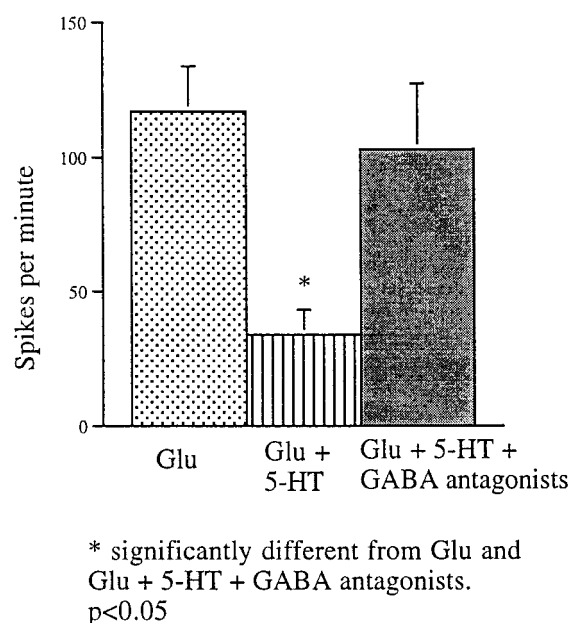 150
100
50
0
Spikes per minute
*
Glu
Glu +
5-HT
Glu + 5-HT +
GABA antagonists
* significantly different from Glu and
Glu + 5-HT + GABA antagonists.
p<0.05